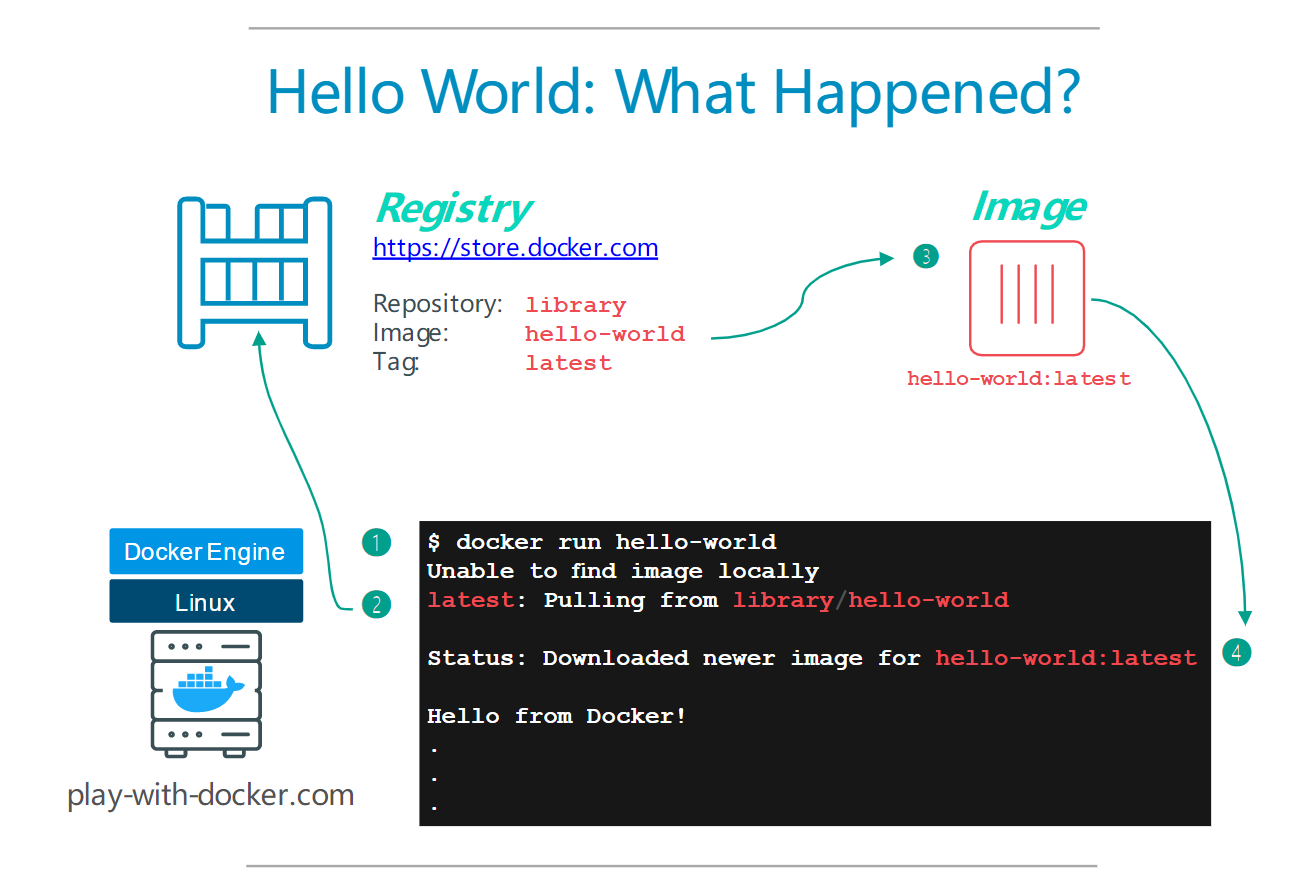 Hello World: What Happened?
Registry
https://store.docker.com
Repository: library
Image: hello-world
Tag: latest
3
Image
hello-world:latest
Docker Engine
Linux
play-with-docker.com
1
2
$ docker run hello-world
Unable to find image locally
latest: Pulling from library/hello-world
Status: Downloaded newer image for hello-world:latest
Hello from Docker!
.
.
.
4